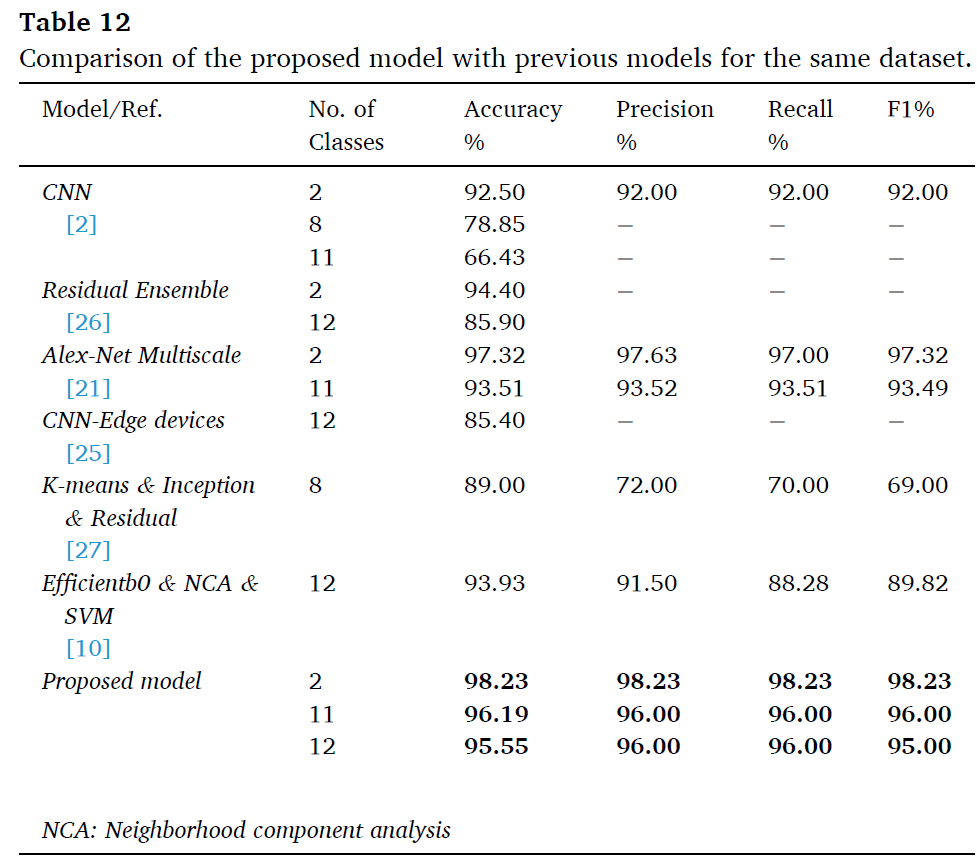 Table 12
Comparison of the proposed model with previous models for the same dataset.
Model/Ref. No. of Classes Accuracy % Precision % Recall % F1%
CNN 2 92.50 92.00 92.00 92.00
[2] 8 78.85 – – –
11 66.43 – – –
Residual Ensemble 2 94.40 – – –
[26] 12 85.90
Alex-Net Multiscale 2 97.32 97.63 97.00 97.32
[21] 11 93.51 93.52 93.51 93.49
CNN-Edge devices 12 85.40 – – –
[25]
K-means & Inception 8 89.00 72.00 70.00 69.00
& Residual
[27]
Efficientb0 & NCA & 12 93.93 91.50 88.28 89.82
SVM
[10]
Proposed model 2 98.23 98.23 98.23 98.23
11 96.19 96.00 96.00 96.00
12 95.55 96.00 96.00 95.00
NCA: Neighborhood component analysis